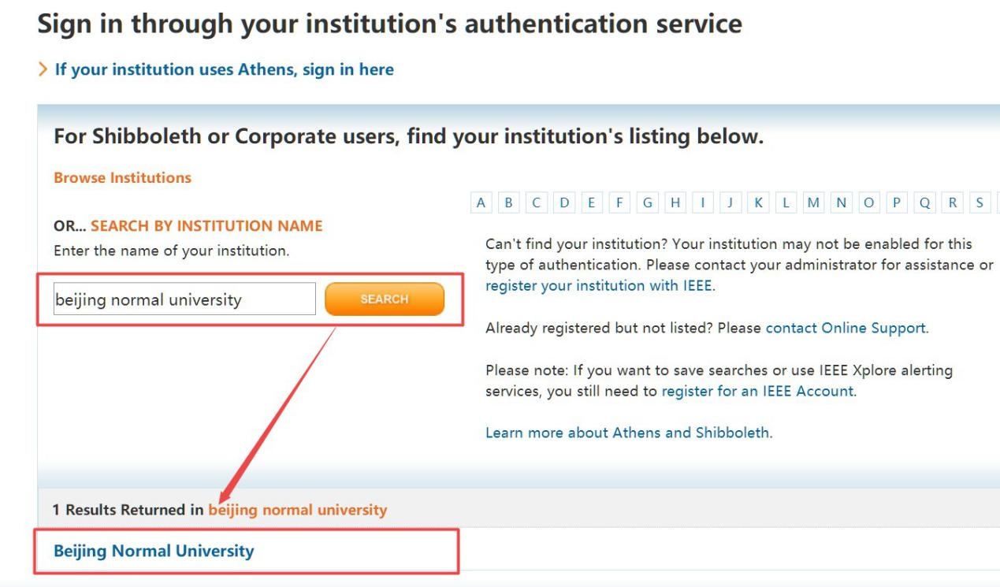 Sign in through your institution's authentication service
If your institution uses Athens, sign in here
For Shibboleth or Corporate users, find your institution's listing below.
Browse Institutions
A B C D E F G H I J K L M N O P Q R S
OR... SEARCH BY INSTITUTION NAME
Enter the name of your institution.
beijing normal university SEARCH
Can't find your institution? Your institution may not be enabled for this
type of authentication. Please contact your administrator for assistance or
register your institution with IEEE.
Already registered but not listed? Please contact Online Support.
Please note: If you want to save searches or use IEEE Xplore alerting
services, you still need to register for an IEEE Account.
Learn more about Athens and Shibboleth.
1 Results Returned in beijing normal university
Beijing Normal University